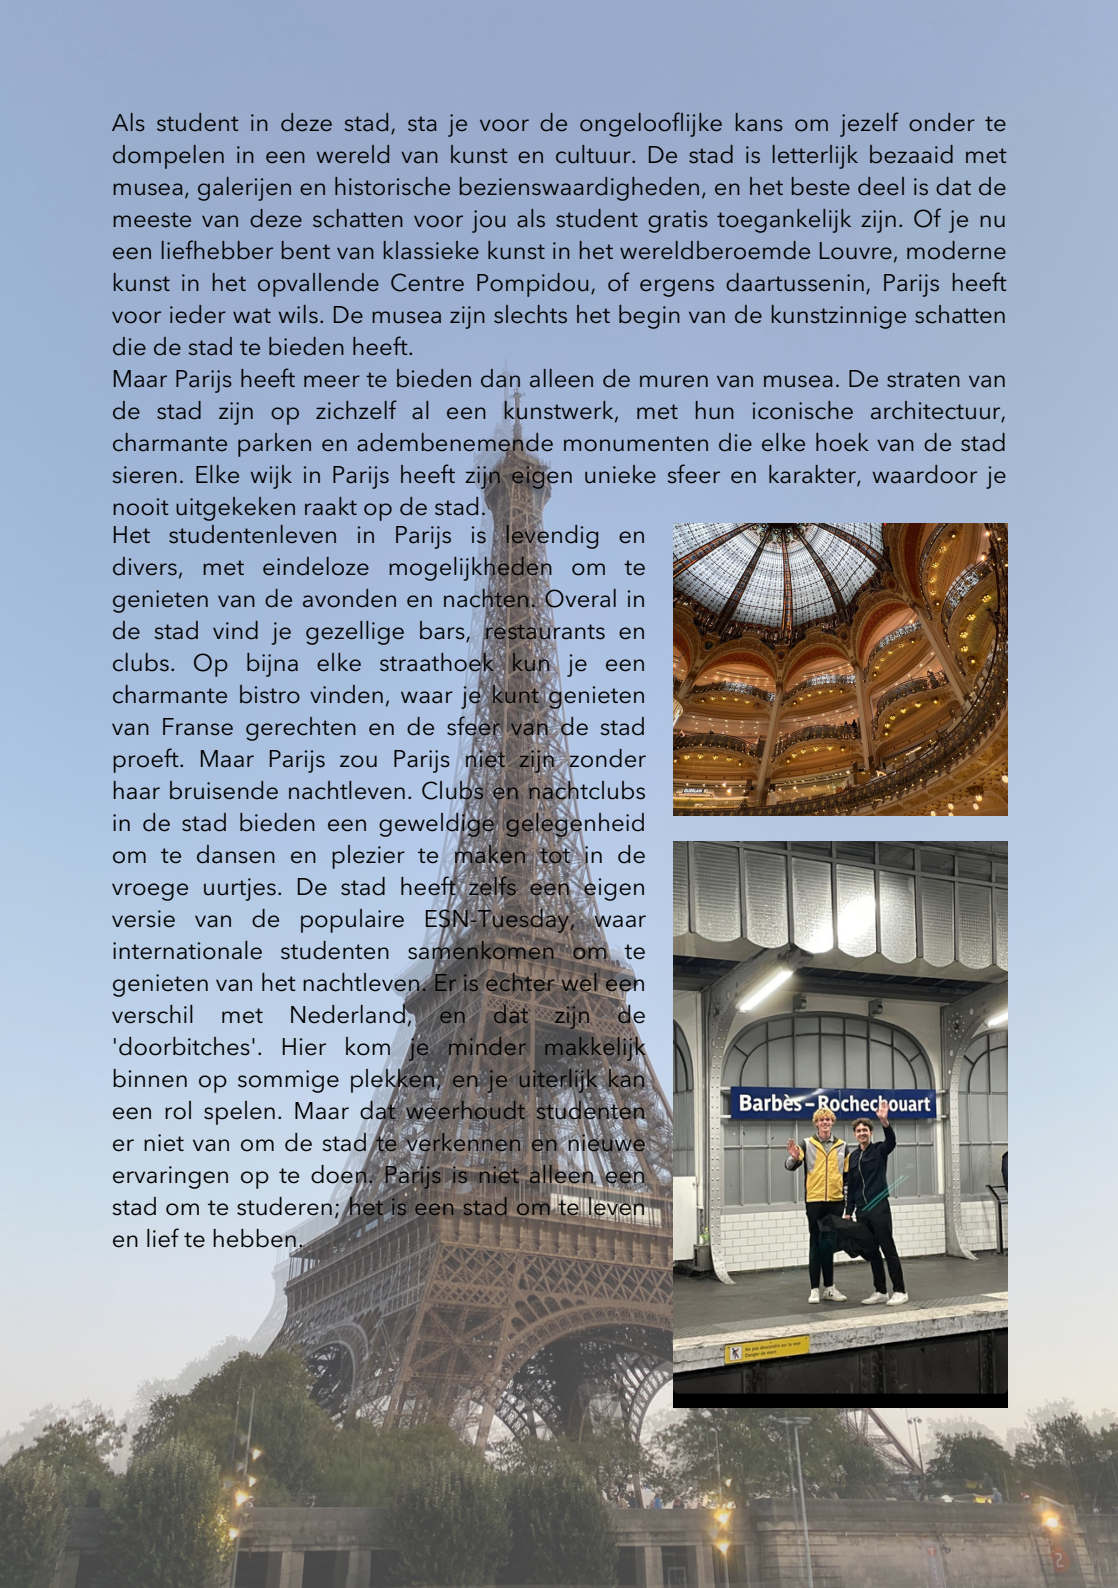 Als student in deze stad, sta je voor de ongelooflijke kans om jezelf onder te
dompelen in een wereld van kunst en cultuur. De stad is letterlijk bezaaid met
musea, galerijen en historische bezienswaardigheden, en het beste deel is dat de
meeste van deze schatten voor jou als student gratis toegankelijk zijn. Of je nu
een liefhebber bent van klassieke kunst in het wereldberoemde Louvre, moderne
kunst in het opvallende Centre Pompidou, of ergens daartussenin, Parijs heeft
voor ieder wat wils. De musea zijn slechts het begin van de kunstzinnige schatten
die de stad te bieden heeft.
Maar Parijs heeft meer te bieden dan alleen de muren van musea. De straten van
de stad zijn op zichzelf al een kunstwerk, met hun iconische architectuur,
charmante parken en adembenemende monumenten die elke hoek van de stad
sieren. Elke wijk in Parijs heeft zijn eigen unieke sfeer en karakter, waardoor je
nooit uitgekeken raakt op de stad.
Het studentenleven in Parijs is levendig en
divers, met eindeloze mogelijkheden om te
genieten van de avonden en nachten. Overal in
de stad vind je gezellige bars, restaurants en
clubs. Op bijna elke straathoek kun je een
charmante bistro vinden, waar je kunt genieten
van Franse gerechten en de sfeer van de stad
proeft. Maar Parijs zou Parijs niet zijn zonder
haar bruisende nachtleven. Clubs en nachtclubs
in de stad bieden een geweldige gelegenheid
om te dansen en plezier te maken tot in de
vroege uurtjes. De stad heeft zelfs een eigen
versie van de populaire ESN-Tuesday, waar
internationale studenten samenkomen om te
genieten van het nachtleven. Er is echter wel een
verschil met Nederland, en dat zijn de
'doorbitches'. Hier kom je minder makkelijk
binnen op sommige plekken, en je uiterlijk kan
een rol spelen. Maar dat weerhoudt studenten
er niet van om de stad te verkennen en nieuwe
ervaringen op te doen. Parijs is niet alleen een
stad om te studeren; het is een stad om te leven
en lief te hebben.
GUERLAIN
Barbès – Rochechouart
Ne pas descendre sur la voie
Danger de mort
2